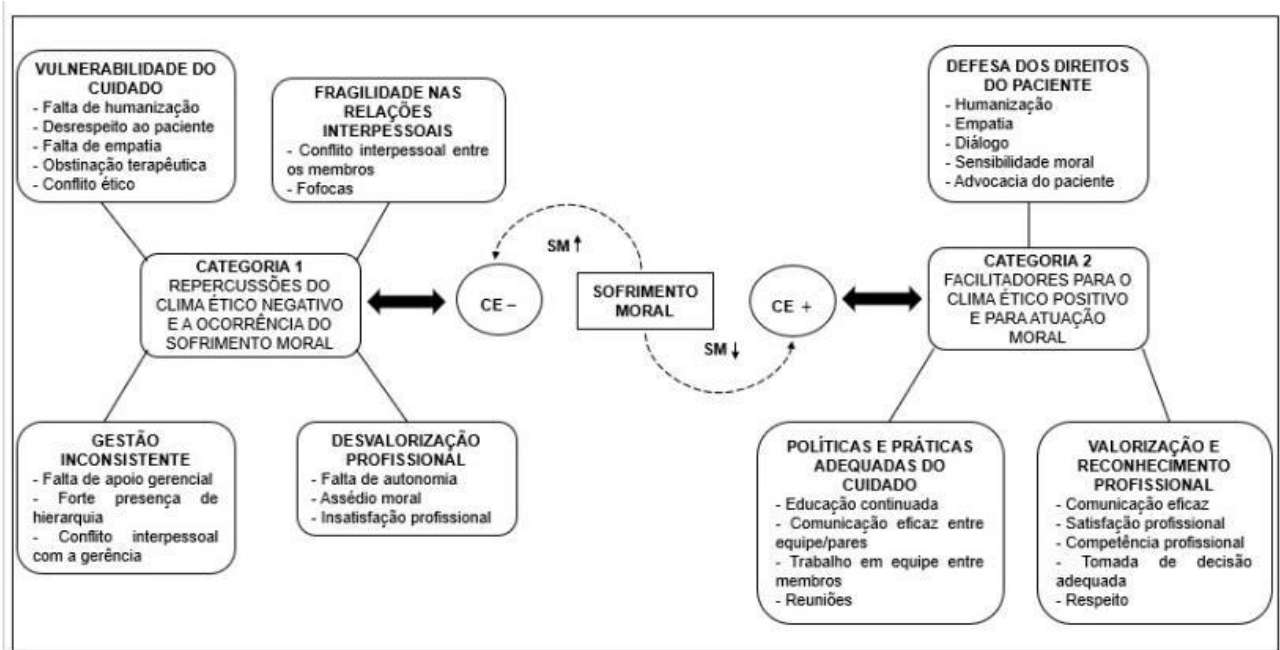 VULNERABILIDADE DO
CUIDADO
- Falta de humanização
- Desrespeito ao paciente
- Falta de empatia
- Obstinação terapêutica
- Conflito ético
FRAGILIDADE NAS
RELAÇÕES
INTERPESSOAIS
- Conflito interpessoal entre
os membros
- Fofocas
DEFESA DOS DIREITOS
DO PACIENTE
- Humanização
- Empatia
- Diálogo
- Sensibilidade moral
- Advocacia do paciente
CATEGORIA 1
REPERCUSSÕES DO
CLIMA ÉTICO NEGATIVO
E A OCORRÊNCIA DO
SOFRIMENTO MORAL
CE –
SM ↑
SOFRIMENTO
MORAL
SM ↓
CE +
CATEGORIA 2
FACILITADORES PARA O
CLIMA ÉTICO POSITIVO
E PARA ATUAÇÃO
MORAL
GESTÃO
INCONSISTENTE
- Falta de apoio gerencial
- Forte presença de
hierarquia
- Conflito interpessoal
com a gerência
DESVALORIZAÇÃO
PROFISSIONAL
- Falta de autonomia
- Assédio moral
- Insatisfação profissional
POLÍTICAS E PRÁTICAS
ADEQUADAS DO
CUIDADO
- Educação continuada
- Comunicação eficaz entre
equipe/pares
- Trabalho em equipe entre
membros
- Reuniões
VALORIZAÇÃO E
RECONHECIMENTO
PROFISSIONAL
- Comunicação eficaz
- Satisfação profissional
- Competência profissional
- Tomada de decisão
adequada
- Respeito